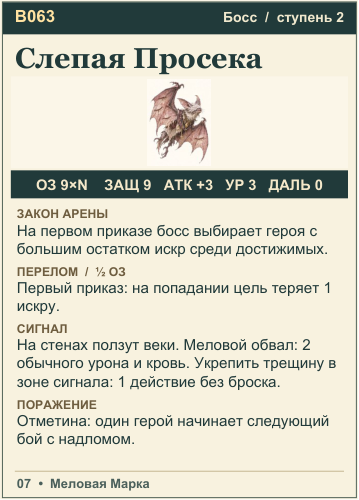 B063
Босс / ступень 2
Слепая Просека
ОЗ 9×N ЗАЩ 9 АТК +3 УР 3 ДАЛЬ 0
ЗАКОН АРЕНЫ
На первом приказе босс выбирает героя с
большим остатком искр среди достижимых.
ПЕРЕЛОМ / ½ ОЗ
Первый приказ: на попадании цель теряет 1
искру.
СИГНАЛ
На стенах ползут веки. Меловой обвал: 2
обычного урона и кровь. Укрепить трещину в
зоне сигнала: 1 действие без броска.
ПОРАЖЕНИЕ
Отметина: один герой начинает следующий
бой с надломом.
07 • Меловая Марка